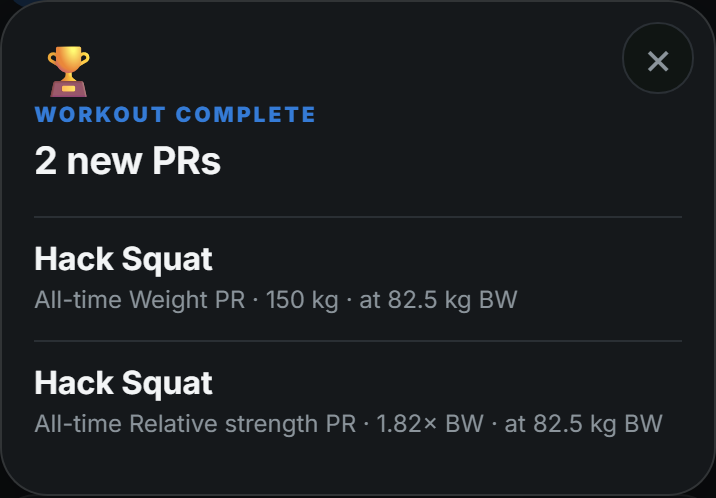 WORKOUT COMPLETE
2 new PRs
Hack Squat
All-time Weight PR · 150 kg · at 82.5 kg BW
Hack Squat
All-time Relative strength PR · 1.82× BW · at 82.5 kg BW